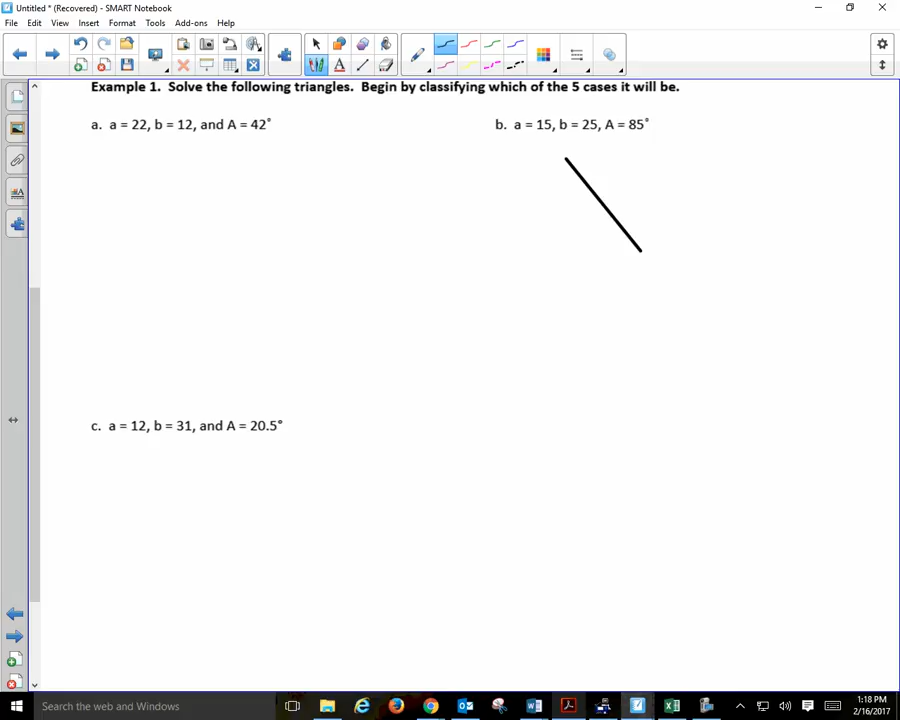 Untitled * (Recovered) - SMART Notebook
File Edit View Insert Format Tools Add-ons Help
Example 1. Solve the following triangles. Begin by classifying which of the 5 cases it will be.
a. a = 22, b = 12, and A = 42°
b. a = 15, b = 25, A = 85°
c. a = 12, b = 31, and A = 20.5°
Search the web and Windows
1:18 PM
2/16/2017